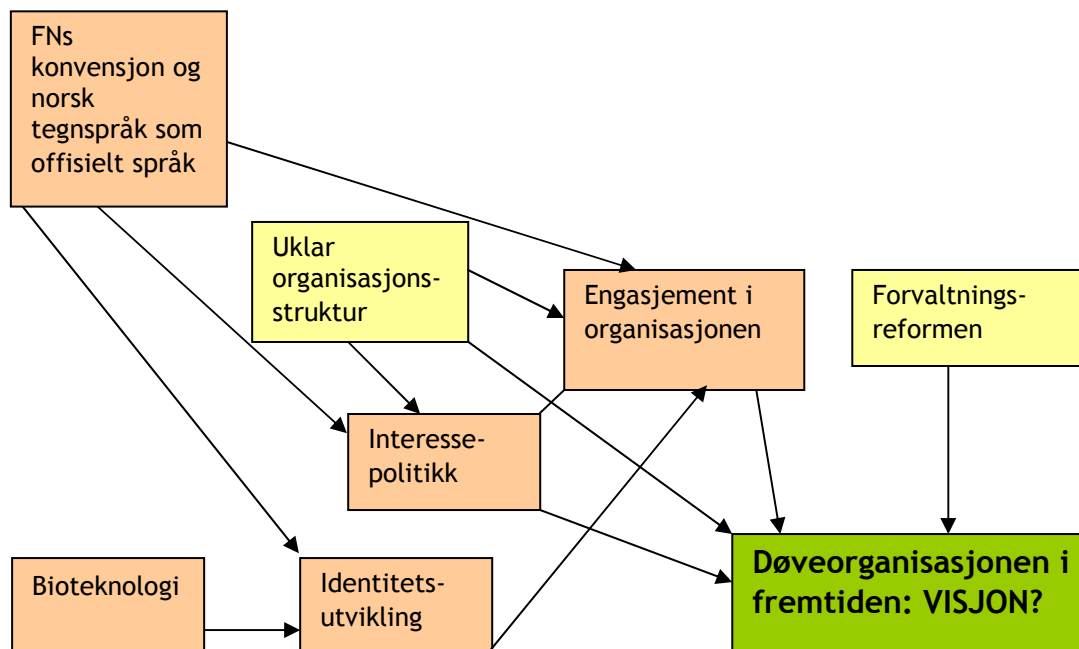 FNs
konvensjon og
norsk
tegnspråk som
offisielt språk
Uklar
organisasjons-
struktur
Engasjement i
organisasjonen
Forvaltnings-
reformen
Interesse-
politikk
Bioteknologi
Identitets-
utvikling
Døveorganisasjonen i
fremtiden: VISJON?